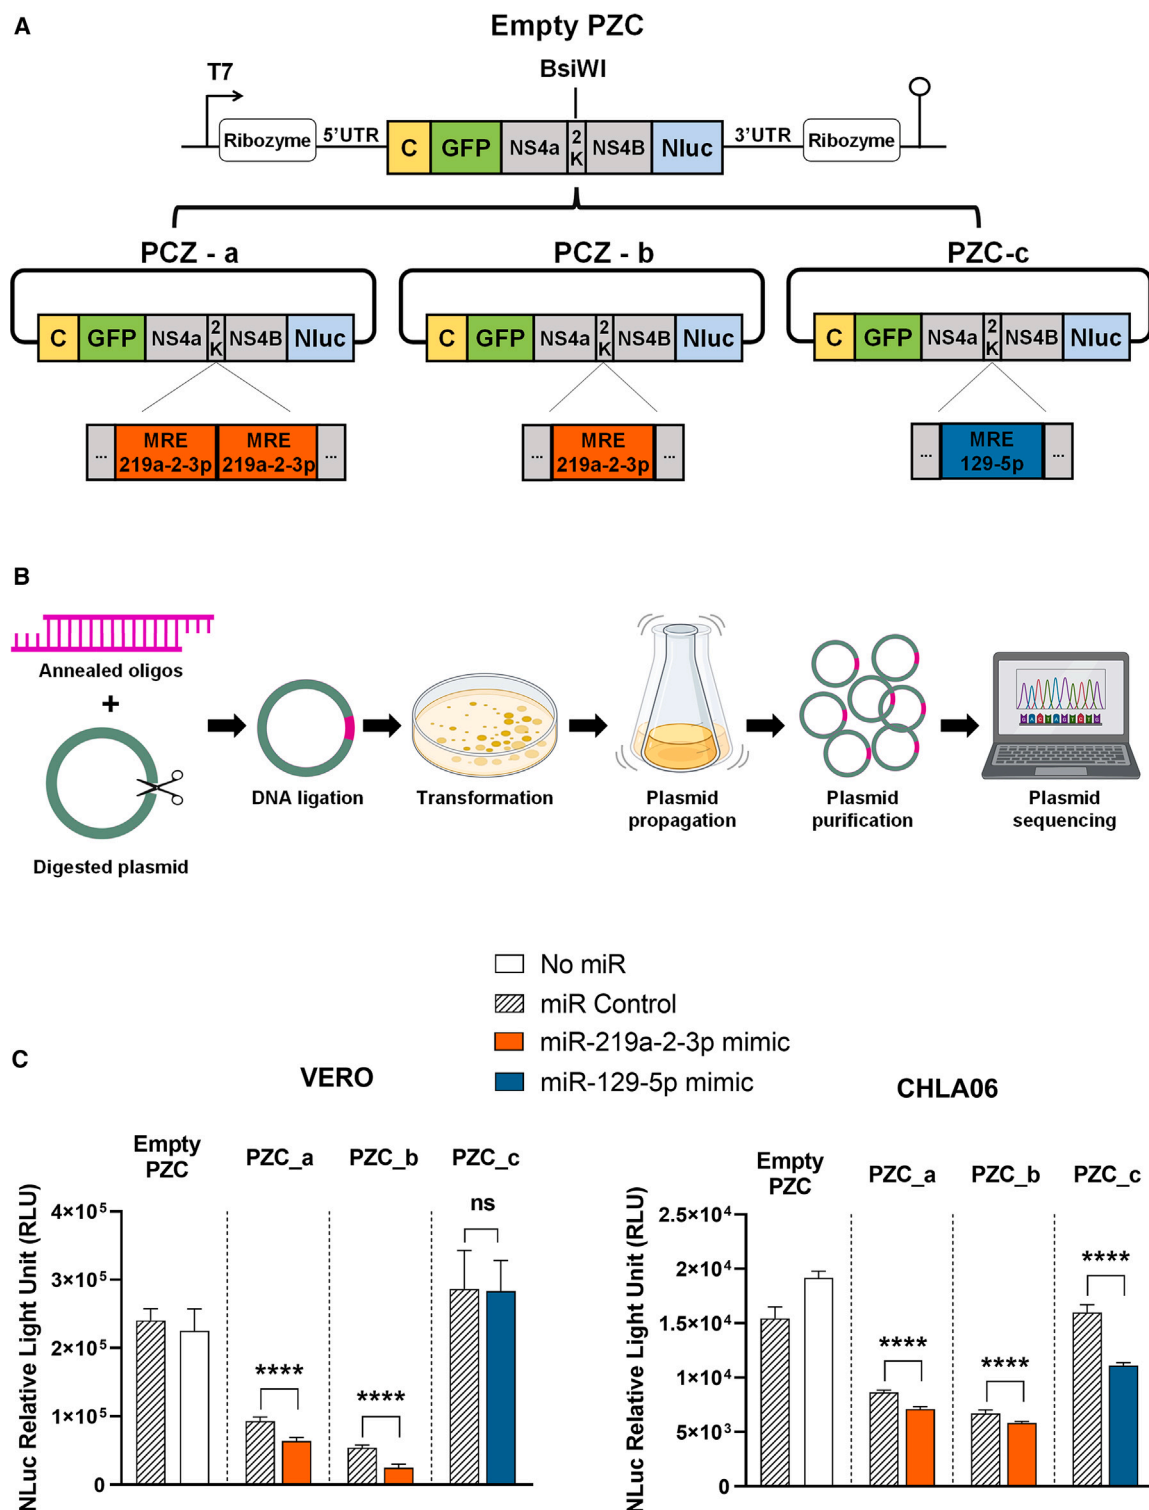 A
Empty PZC
BsiWI
T7
Ribozyme
5'UTR
C
GFP
NS4a
2
K
NS4B
Nluc
3'UTR
Ribozyme
PCZ - a
PCZ - b
PZC-c
C
GFP
NS4a
2
K
NS4B
Nluc
C
GFP
NS4a
2
K
NS4B
Nluc
C
GFP
NS4a
2
K
NS4B
Nluc
...
MRE
219a-2-3p
MRE
219a-2-3p
...
...
MRE
219a-2-3p
...
...
MRE
129-5p
...
B
Annealed oligos
+
Digested plasmid
DNA ligation
Transformation
Plasmid
propagation
Plasmid
purification
Plasmid
sequencing
No miR
miR Control
miR-219a-2-3p mimic
miR-129-5p mimic
C
VERO
Empty
PZC
PZC_a
PZC_b
PZC_c
NLuc Relative Light Unit (RLU)
4×10⁵
3×10⁵
2×10⁵
1×10⁵
0
****
****
ns
CHLA06
Empty
PZC
PZC_a
PZC_b
PZC_c
NLuc Relative Light Unit (RLU)
2.5×10⁴
2×10⁴
1.5×10⁴
1×10⁴
5×10³
0
****
****
****